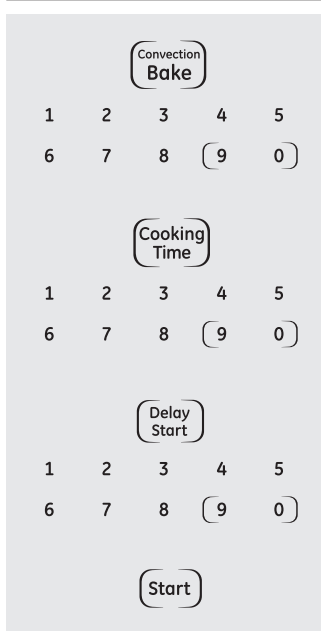 Convection
Bake
1 2 3 4 5
6 7 8 9 0
Cooking
Time
1 2 3 4 5
6 7 8 9 0
Delay
Start
1 2 3 4 5
6 7 8 9 0
Start